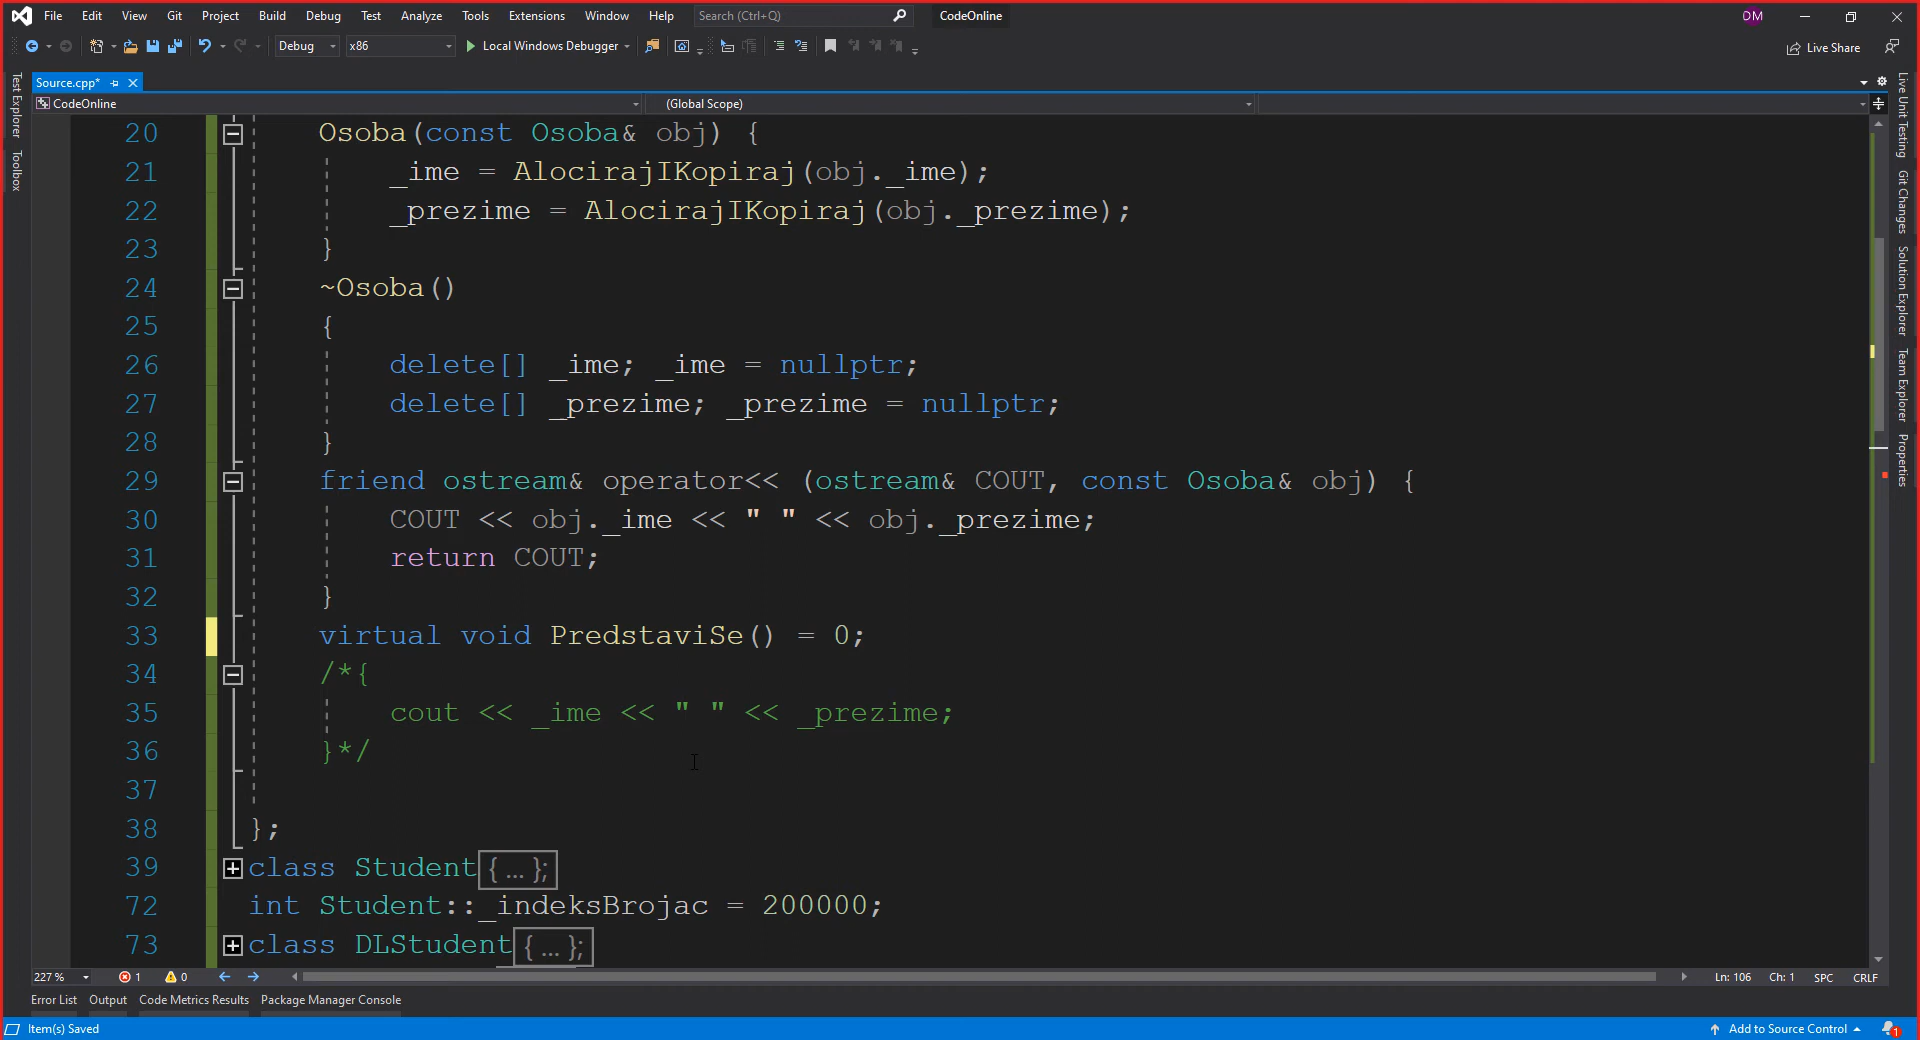 File Edit View Git Project Build Debug Test Analyze Tools Extensions Window Help Search (Ctrl+Q) CodeOnline DM
Debug x86 Local Windows Debugger Live Share
Source.cpp*
CodeOnline (Global Scope)
20 Osoba(const Osoba& obj) {
21 _ime = AlocirajIKopiraj(obj._ime);
22 _prezime = AlocirajIKopiraj(obj._prezime);
23 }
24 ~Osoba()
25 {
26 delete[] _ime; _ime = nullptr;
27 delete[] _prezime; _prezime = nullptr;
28 }
29 friend ostream& operator<< (ostream& COUT, const Osoba& obj) {
30 COUT << obj._ime << " " << obj._prezime;
31 return COUT;
32 }
33 virtual void PredstaviSe() = 0;
34 /*{
35 cout << _ime << " " << _prezime;
36 }*/
37
38 };
39 class Student{ ... };
72 int Student::_indeksBrojac = 200000;
73 class DLStudent{ ... };
Test Explorer
Toolbox
Live Unit Testing
Git Changes
Solution Explorer
Team Explorer
Properties
227 % 1 0 Ln: 106 Ch: 1 SPC CRLF
Error List Output Code Metrics Results Package Manager Console
Item(s) Saved Add to Source Control 1